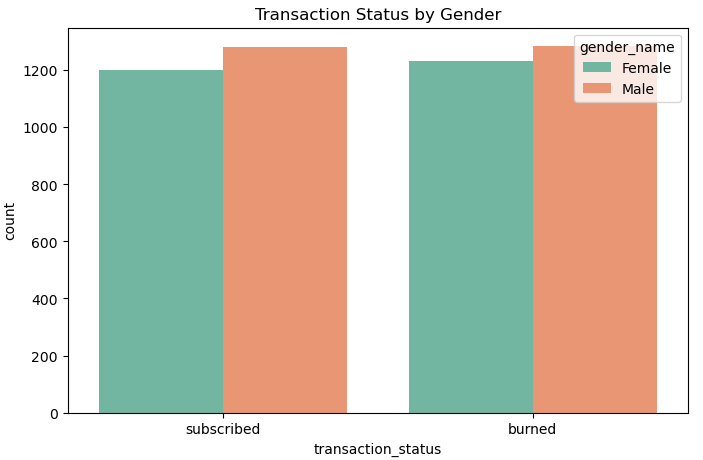 Transaction Status by Gender
gender_name
Female
Male
1200
1000
800
600
400
200
0
count
subscribed
burned
transaction_status